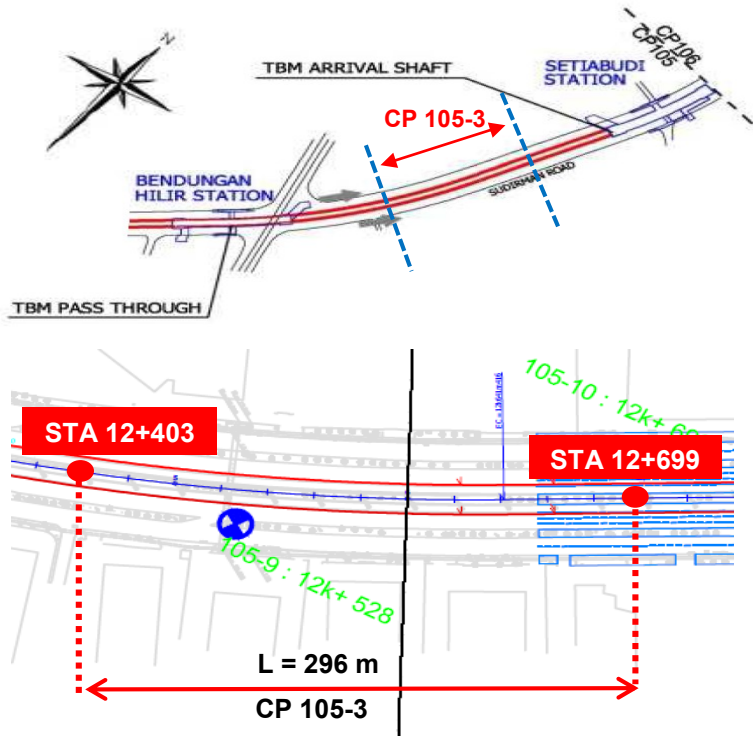 N
TBM ARRIVAL SHAFT
SETIABUDI
STATION
CP106
CP105
CP 105-3
BENDUNGAN
HILIR STATION
SUDIRMAN ROAD
TBM PASS THROUGH
105-10 : 12k+ 69
STA 12+403
STA 12+699
105-9 : 12k+ 528
L = 296 m
CP 105-3